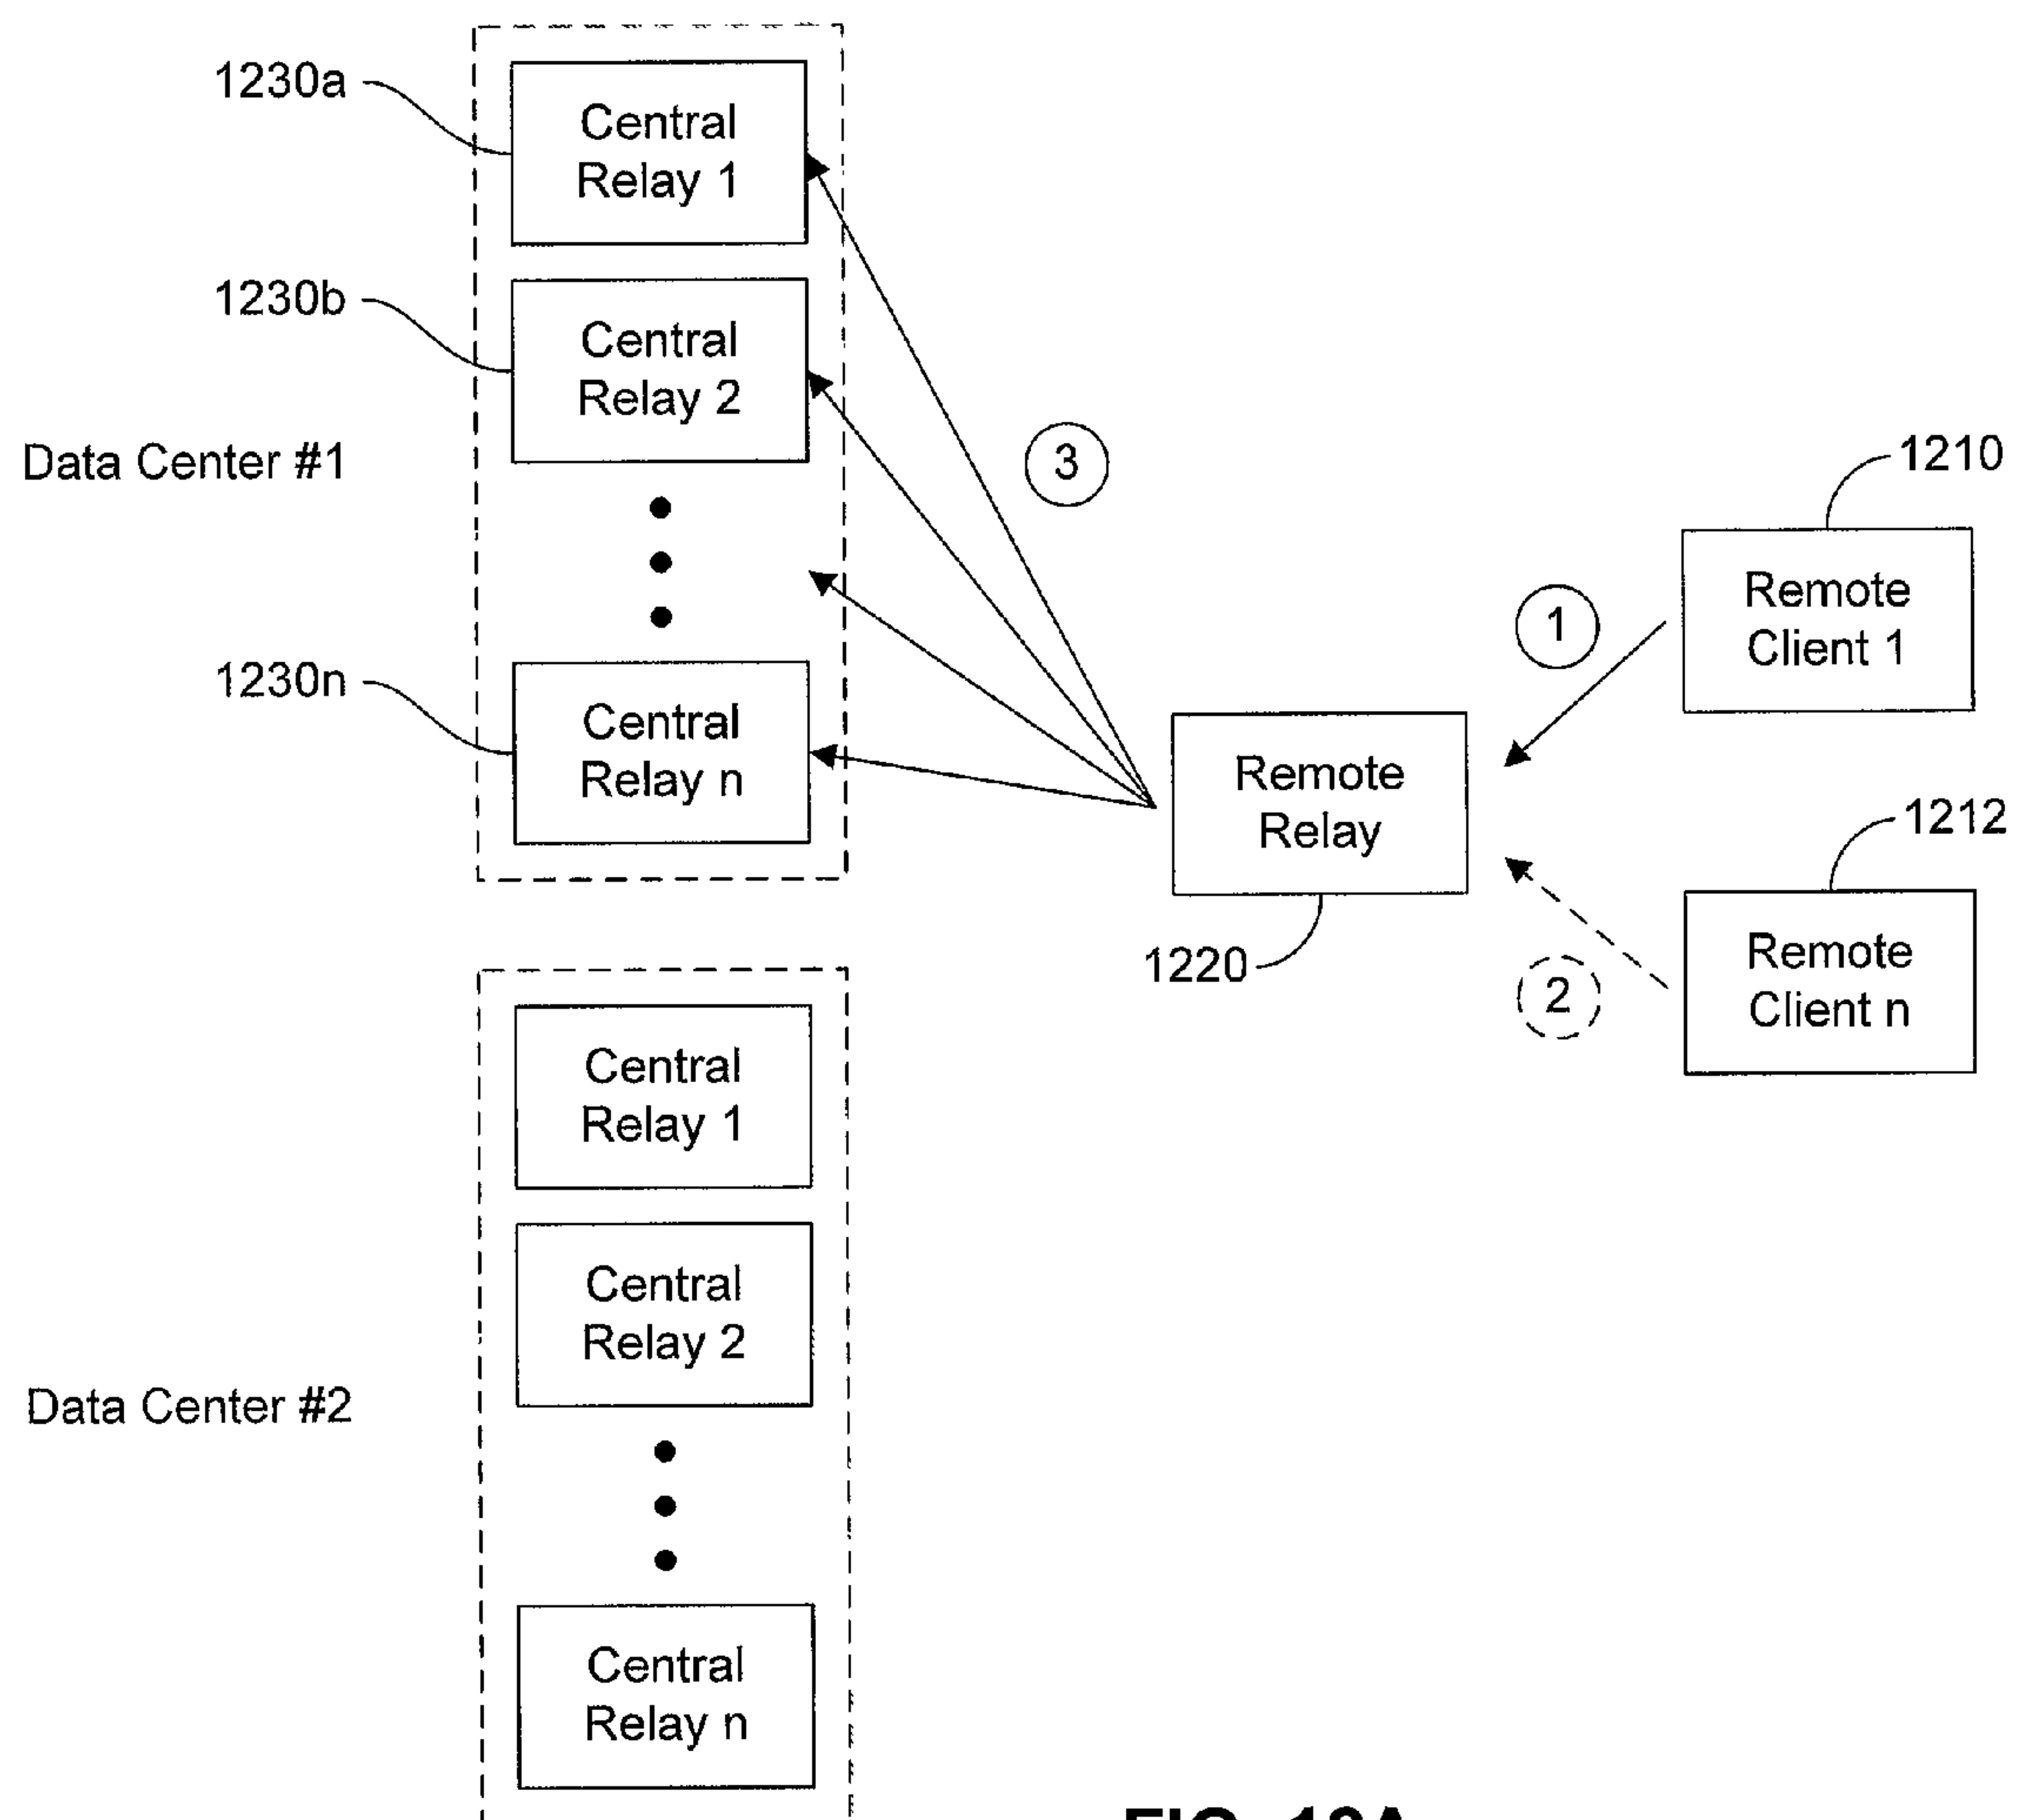 1230a
Central
Relay 1
1230b
Central
Relay 2
Data Center #1
3
1210
Remote
Client 1
1
1230n
Central
Relay n
Remote
Relay
1212
1220
Remote
Client n
2
Central
Relay 1
Central
Relay 2
Data Center #2
Central
Relay n